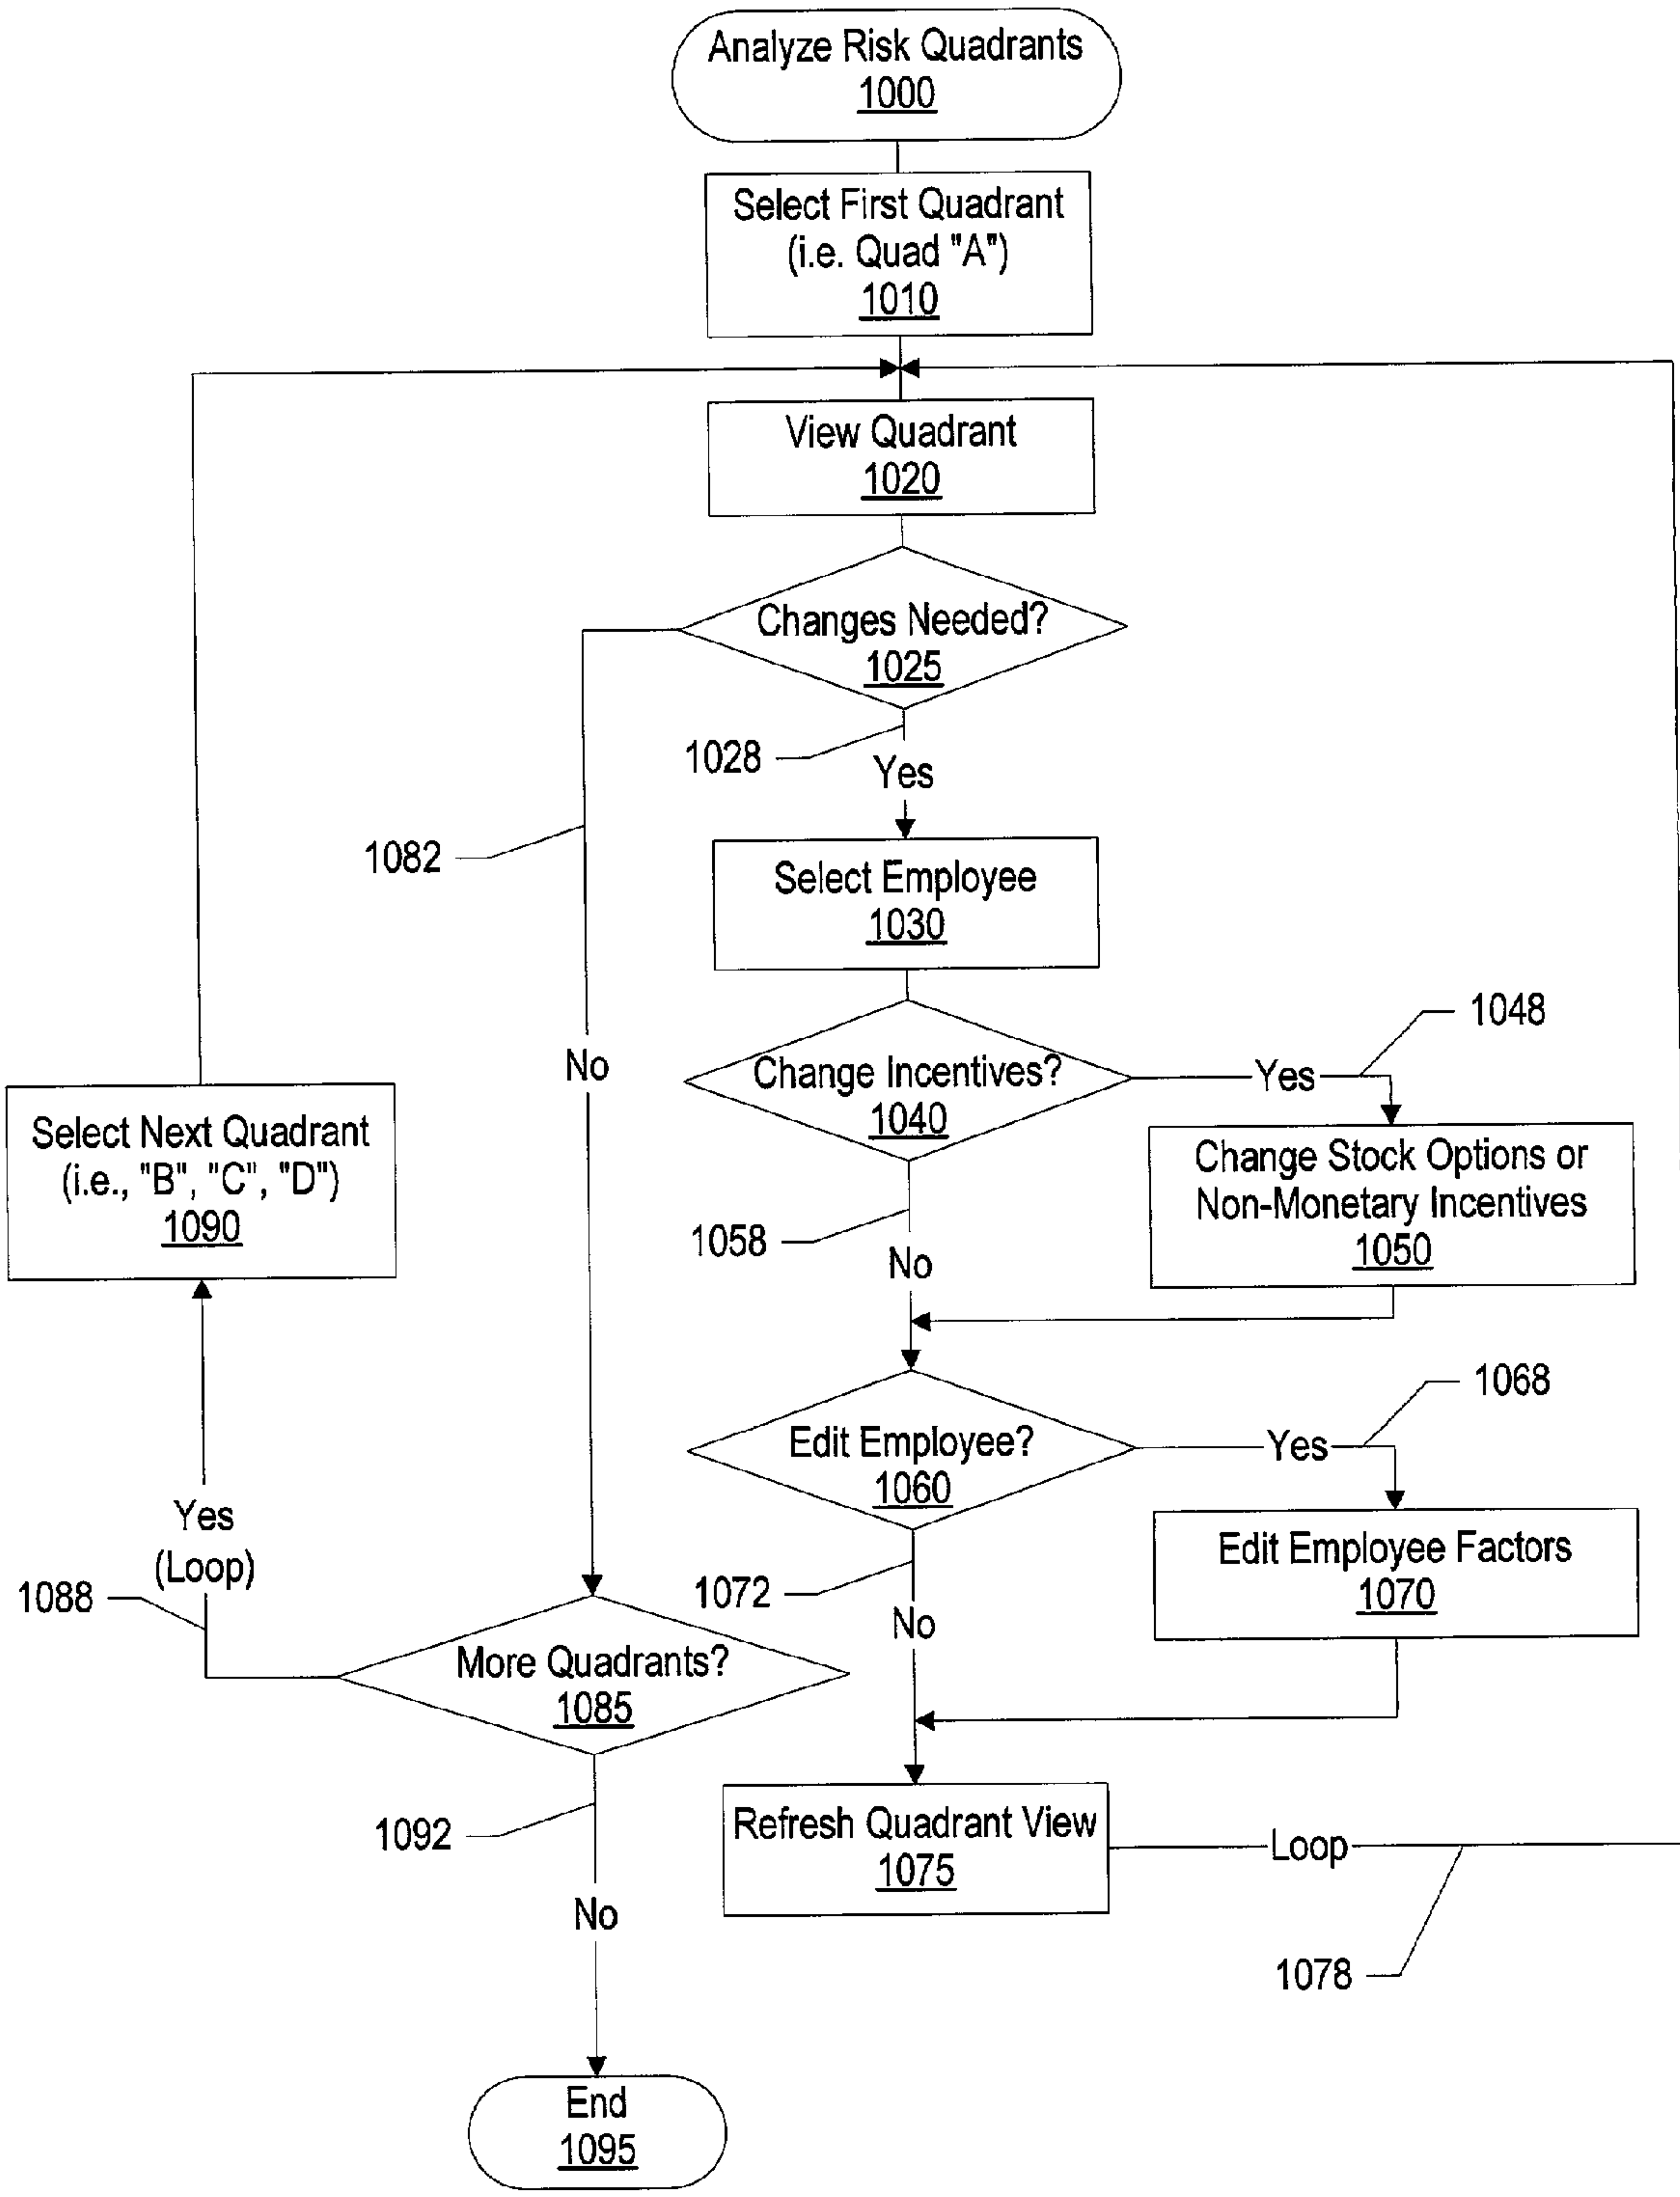 Analyze Risk Quadrants
1000
Select First Quadrant
(i.e. Quad "A")
1010
View Quadrant
1020
Changes Needed?
1025
1028
Yes
1082
Select Employee
1030
No
Change Incentives?
1040
Yes
1048
Select Next Quadrant
(i.e., "B", "C", "D")
1090
Change Stock Options or
Non-Monetary Incentives
1050
1058
No
Edit Employee?
1060
Yes
1068
Yes
(Loop)
1088
Edit Employee Factors
1070
1072
No
More Quadrants?
1085
1092
No
Refresh Quadrant View
1075
Loop
1078
End
1095